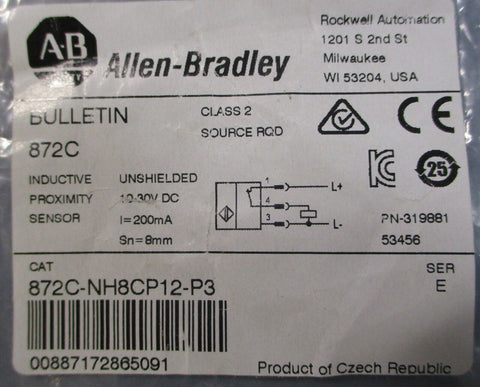 A-B
Allen-Bradley
Rockwell Automation
1201 S 2nd St
Milwaukee
WI 53204, USA
BULLETIN
872C
CLASS 2
SOURCE RQD
CE
INDUCTIVE
PROXIMITY
SENSOR
UNSHIELDED
10-30V DC
I=200mA
Sn=8mm
1
4
3
L+
L-
25
PN-319881
53456
CAT
872C-NH8CP12-P3
SER
E
00887172865091
Product of Czech Republic